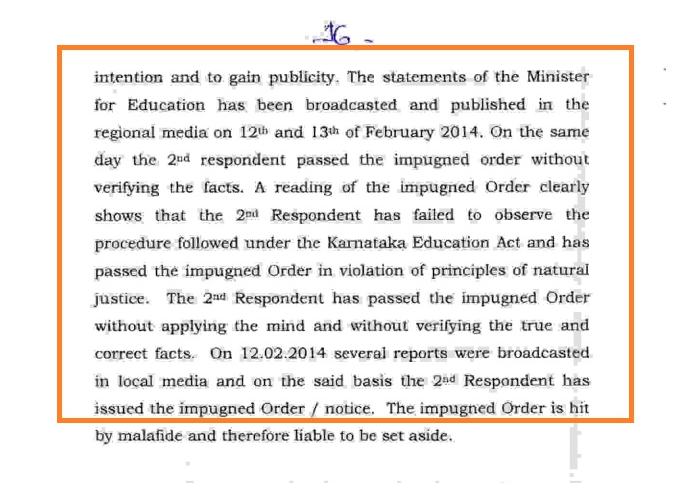 -16-
intention and to gain publicity. The statements of the Minister
for Education has been broadcasted and published in the
regional media on 12th and 13th of February 2014. On the same
day the 2nd respondent passed the impugned order without
verifying the facts. A reading of the impugned Order clearly
shows that the 2nd Respondent has failed to observe the
procedure followed under the Karnataka Education Act and has
passed the impugned Order in violation of principles of natural
justice. The 2nd Respondent has passed the impugned Order
without applying the mind and without verifying the true and
correct facts. On 12.02.2014 several reports were broadcasted
in local media and on the said basis the 2nd Respondent has
issued the impugned Order / notice. The impugned Order is hit
by malafide and therefore liable to be set aside.